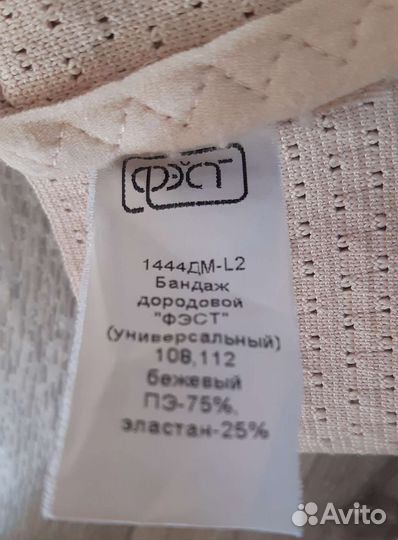 ФЭСТ
1444ДМ-L2
Бандаж
дородовой
"ФЭСТ"
(универсальный)
108,112
бежевый
ПЭ-75%,
эластан-25%
Avito